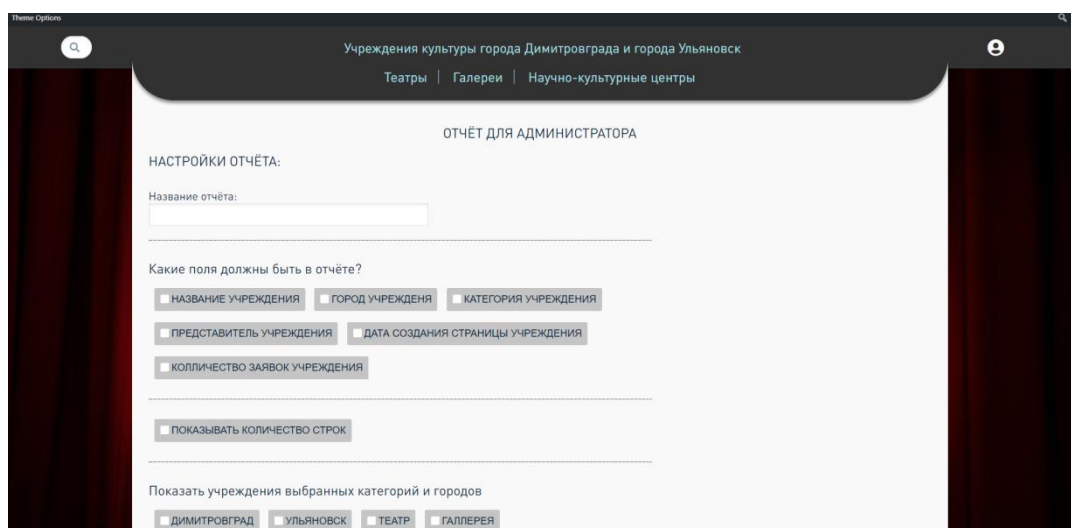 Theme Options
Учреждения культуры города Димитровграда и города Ульяновск
Театры | Галереи | Научно-культурные центры
ОТЧЁТ ДЛЯ АДМИНИСТРАТОРА
НАСТРОЙКИ ОТЧЁТА:
Название отчёта:
Какие поля должны быть в отчёте?
НАЗВАНИЕ УЧРЕЖДЕНИЯ ГОРОД УЧРЕЖДЕНЯ КАТЕГОРИЯ УЧРЕЖДЕНИЯ
ПРЕДСТАВИТЕЛЬ УЧРЕЖДЕНИЯ ДАТА СОЗДАНИЯ СТРАНИЦЫ УЧРЕЖДЕНИЯ
КОЛЛИЧЕСТВО ЗАЯВОК УЧРЕЖДЕНИЯ
ПОКАЗЫВАТЬ КОЛИЧЕСТВО СТРОК
Показать учреждения выбранных категорий и городов
ДИМИТРОВГРАД УЛЬЯНОВСК ТЕАТР ГАЛЛЕРЕЯ